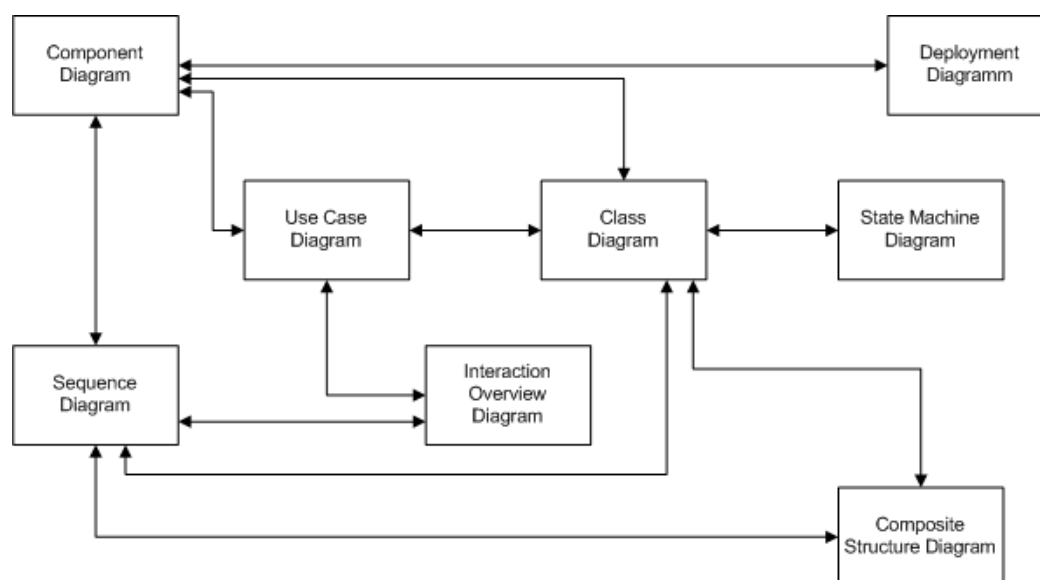 Component
Diagram
Deployment
Diagramm
Use Case
Diagram
Class
Diagram
State Machine
Diagram
Sequence
Diagram
Interaction
Overview
Diagram
Composite
Structure Diagram